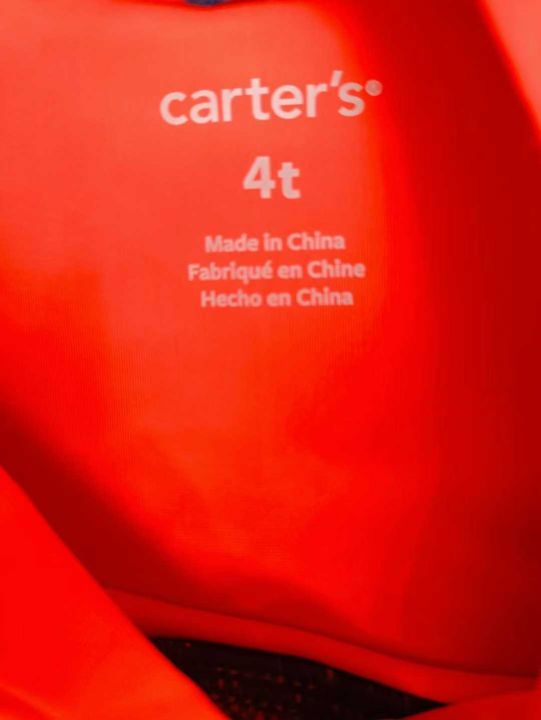 carter's®
4t
Made in China
Fabriqué en Chine
Hecho en China